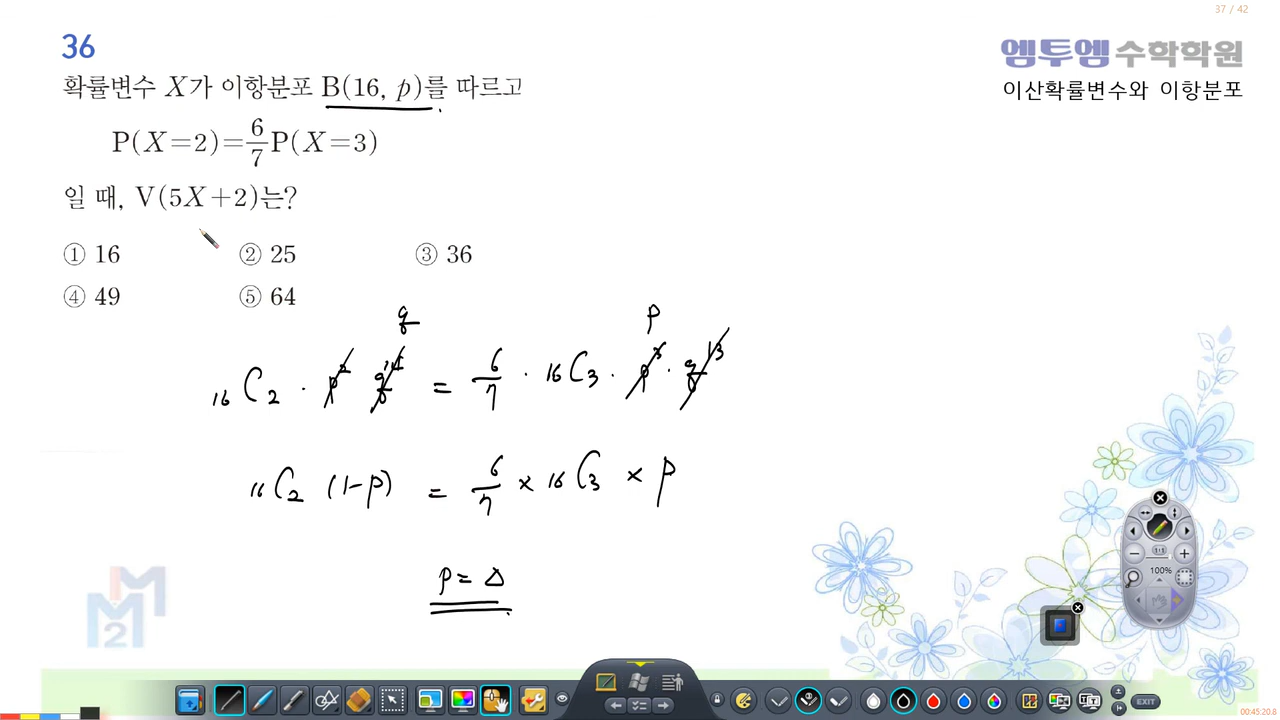 37 / 42
36
엠투엠수학학원
이산확률변수와 이항분포
확률변수 X가 이항분포 B(16, p)를 따르고
P(X=2)=6/7P(X=3)
일 때, V(5X+2)는?
① 16 ② 25 ③ 36
④ 49 ⑤ 64
q p
₁₆C₂ · p² q¹⁴ = 6/7 · ₁₆C₃ · p³ · q¹³
₁₆C₂ (1-p) = 6/7 × ₁₆C₃ × p
p = △
M M 2
1:1
100%
EXIT
00:45:20.8